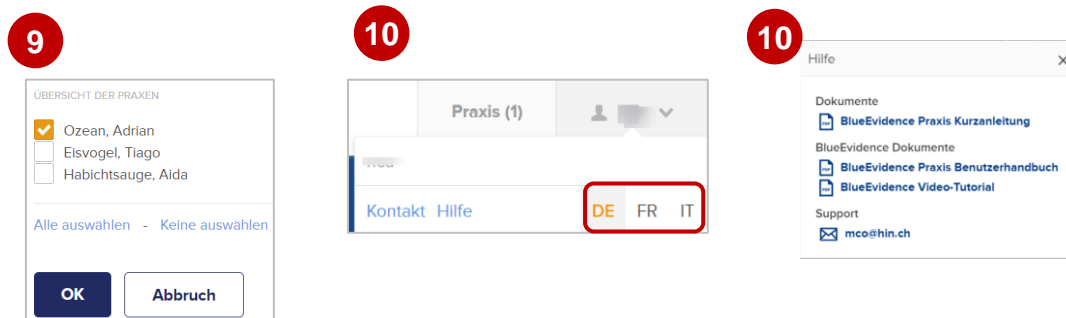 9
ÜBERSICHT DER PRAXEN
Ozean, Adrian
Eisvogel, Tiago
Habichtsauge, Aida
Alle auswählen - Keine auswählen
OK Abbruch
10
Praxis (1)
Kontakt Hilfe DE FR IT
10
Hilfe
Dokumente
BlueEvidence Praxis Kurzanleitung
BlueEvidence Dokumente
BlueEvidence Praxis Benutzerhandbuch
BlueEvidence Video-Tutorial
Support
mco@hin.ch